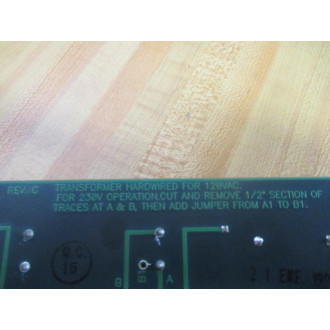 REV:C
TRANSFORMER HARDWIRED FOR 120VAC.
FOR 230V OPERATION,CUT AND REMOVE 1/2" SECTION OF
TRACES AT A & B, THEN ADD JUMPER FROM A1 TO B1.
Q.C.
15
B
B1
A